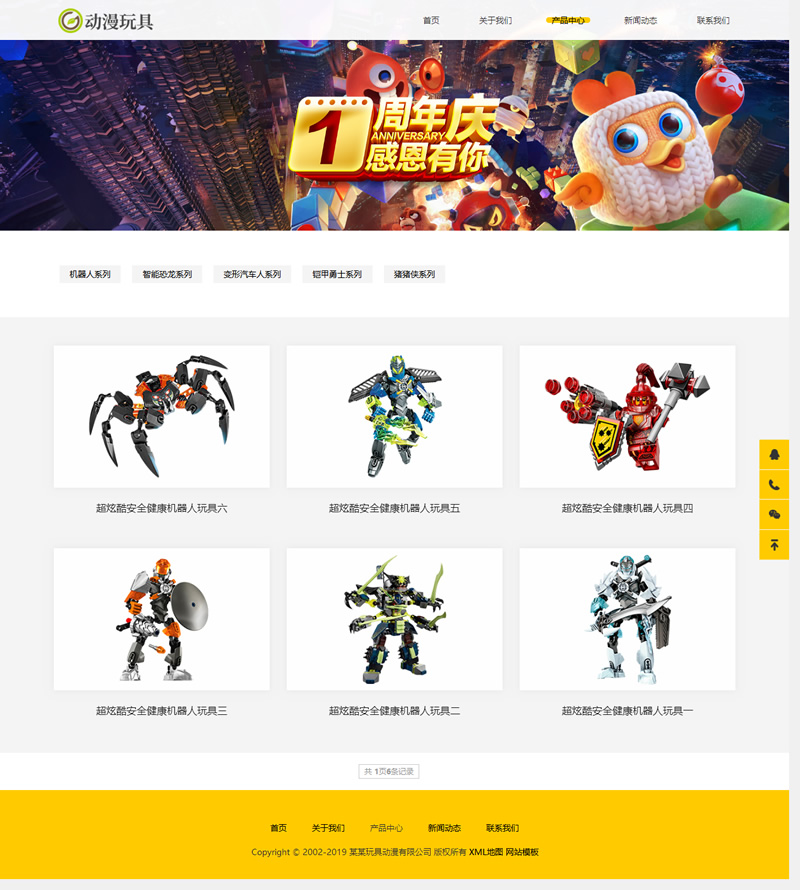 动漫玩具
首页 关于我们 产品中心 新闻动态 联系我们
1 周年庆
ANNIVERSARY
感恩有你
机器人系列 智能恐龙系列 变形汽车人系列 铠甲勇士系列 猪猪侠系列
超炫酷安全健康机器人玩具六 超炫酷安全健康机器人玩具五 超炫酷安全健康机器人玩具四
超炫酷安全健康机器人玩具三 超炫酷安全健康机器人玩具二 超炫酷安全健康机器人玩具一
共 1页6条记录
首页 关于我们 产品中心 新闻动态 联系我们
Copyright © 2002-2019 某某玩具动漫有限公司 版权所有 XML地图 网站模板